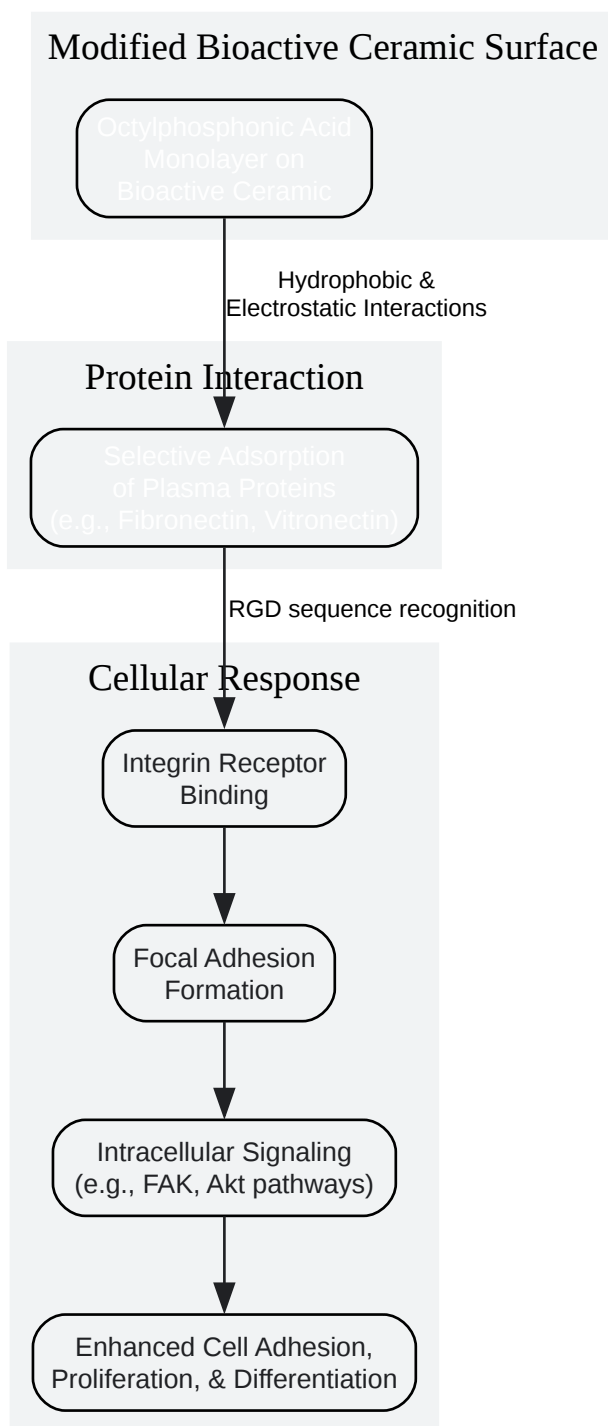 Modified Bioactive Ceramic Surface
Octylphosphonic Acid
Monolayer on
Bioactive Ceramic
Hydrophobic &
Electrostatic Interactions
Protein Interaction
Selective Adsorption
of Plasma Proteins
(e.g., Fibronectin, Vitronectin)
RGD sequence recognition
Cellular Response
Integrin Receptor
Binding
Focal Adhesion
Formation
Intracellular Signaling
(e.g., FAK, Akt pathways)
Enhanced Cell Adhesion,
Proliferation, & Differentiation